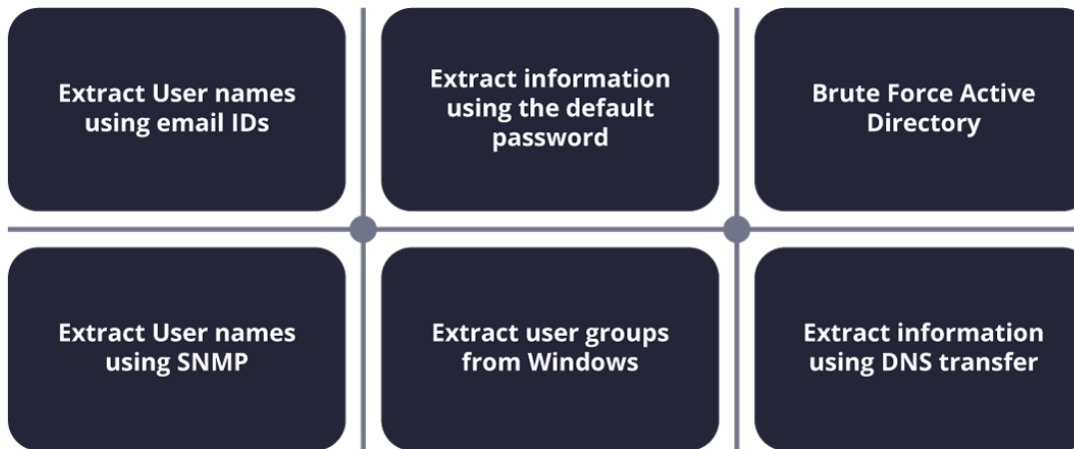 Extract User names
using email IDs
Extract information
using the default
password
Brute Force Active
Directory
Extract User names
using SNMP
Extract user groups
from Windows
Extract information
using DNS transfer